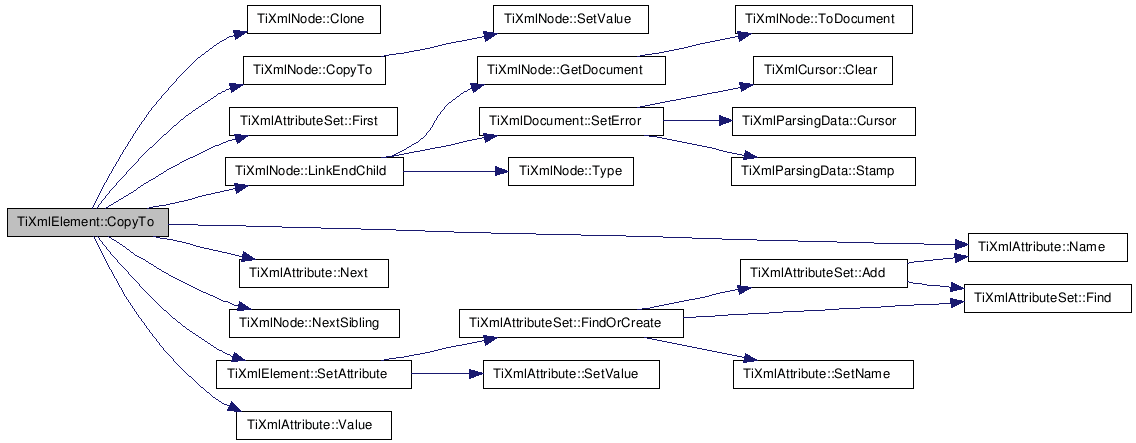 TiXmlNode::Clone
TiXmlNode::SetValue
TiXmlNode::ToDocument
TiXmlNode::CopyTo
TiXmlNode::GetDocument
TiXmlCursor::Clear
TiXmlAttributeSet::First
TiXmlDocument::SetError
TiXmlParsingData::Cursor
TiXmlNode::LinkEndChild
TiXmlNode::Type
TiXmlParsingData::Stamp
TiXmlElement::CopyTo
TiXmlAttribute::Name
TiXmlAttribute::Next
TiXmlAttributeSet::Add
TiXmlAttributeSet::Find
TiXmlNode::NextSibling
TiXmlAttributeSet::FindOrCreate
TiXmlElement::SetAttribute
TiXmlAttribute::SetValue
TiXmlAttribute::SetName
TiXmlAttribute::Value